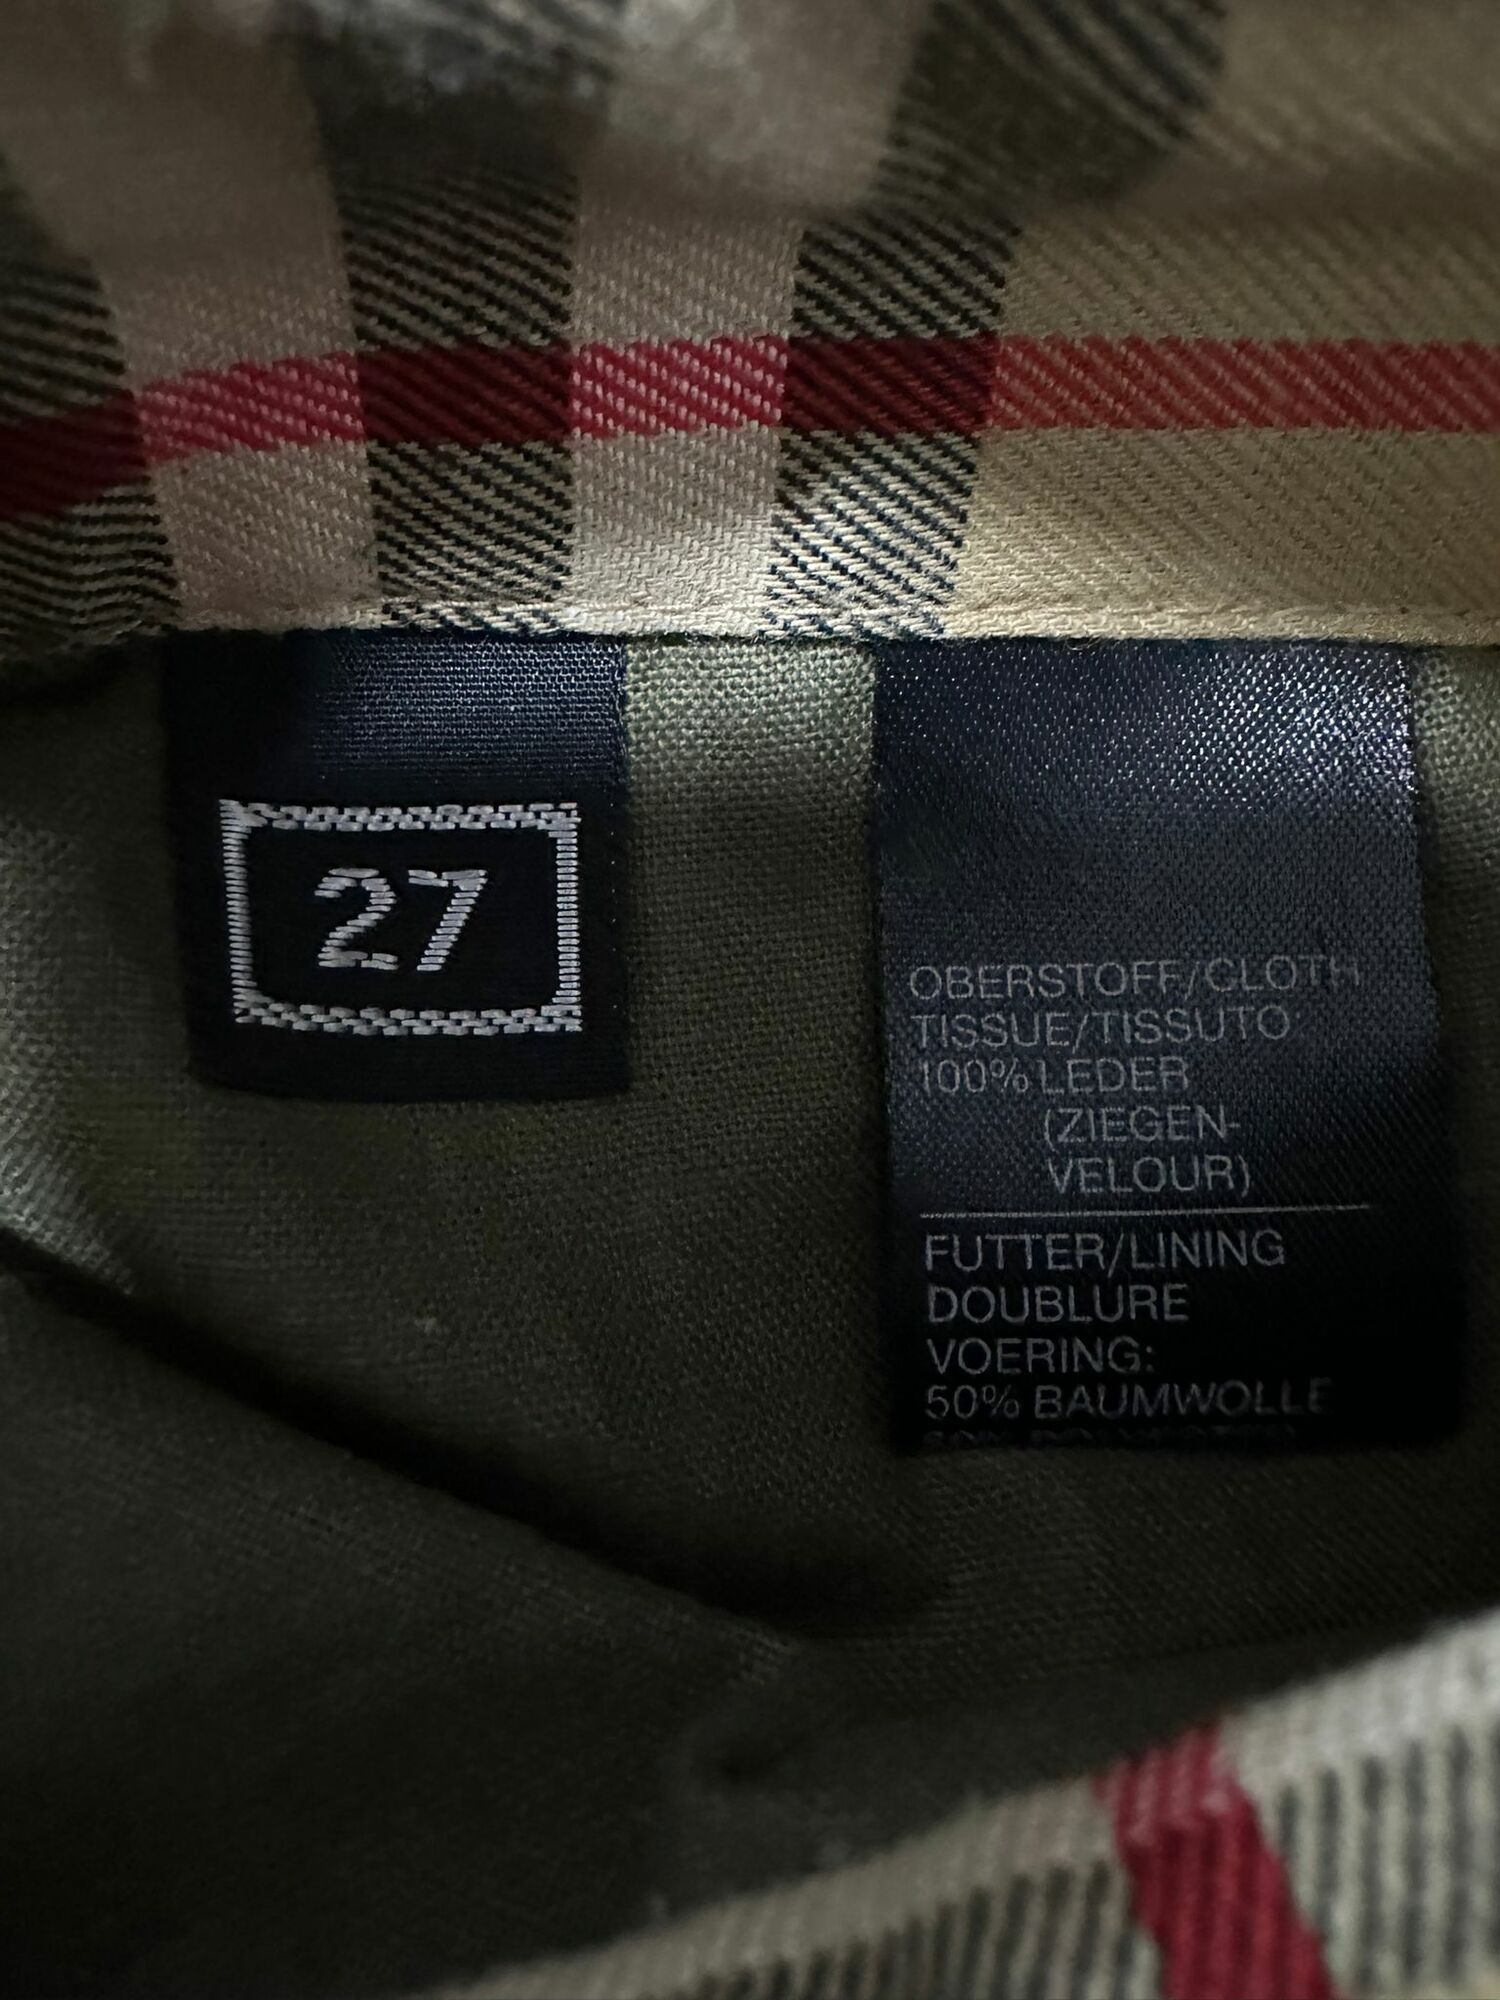 27
OBERSTOFF/CLOTH
TISSUE/TISSUTO
100% LEDER
(ZIEGEN-
VELOUR)
FUTTER/LINING
DOUBLURE
VOERING:
50% BAUMWOLLE